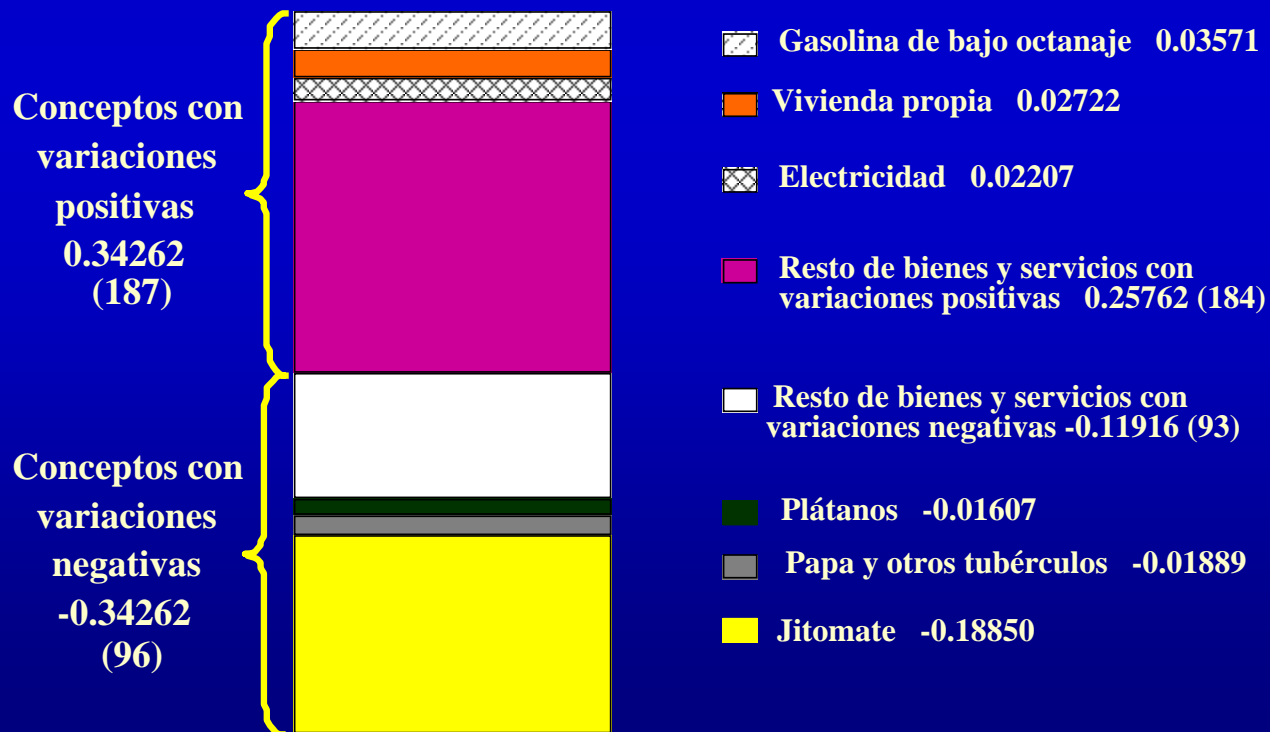 Conceptos con
variaciones
positivas
0.34262
(187)
Conceptos con
variaciones
negativas
-0.34262
(96)
Gasolina de bajo octanaje 0.03571
Vivienda propia 0.02722
Electricidad 0.02207
Resto de bienes y servicios con
variaciones positivas 0.25762 (184)
Resto de bienes y servicios con
variaciones negativas -0.11916 (93)
Plátanos -0.01607
Papa y otros tubérculos -0.01889
Jitomate -0.18850